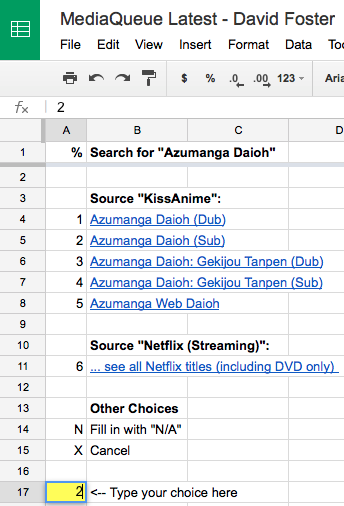 MediaQueue Latest - David Foster
File Edit View Insert Format Data
$ % .0 .00 123
fx 2
A B C D
1 % Search for "Azumanga Daioh"
2
3 Source "KissAnime":
4 1 Azumanga Daioh (Dub)
5 2 Azumanga Daioh (Sub)
6 3 Azumanga Daioh: Gekijou Tanpen (Dub)
7 4 Azumanga Daioh: Gekijou Tanpen (Sub)
8 5 Azumanga Web Daioh
9
10 Source "Netflix (Streaming)":
11 6 ... see all Netflix titles (including DVD only)
12
13 Other Choices
14 N Fill in with "N/A"
15 X Cancel
16
17 2 <-- Type your choice here